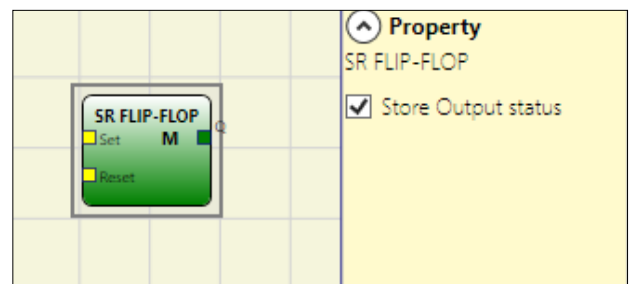 SR FLIP-FLOP
Set
M
Q
Reset
Property
SR FLIP-FLOP
Store Output status